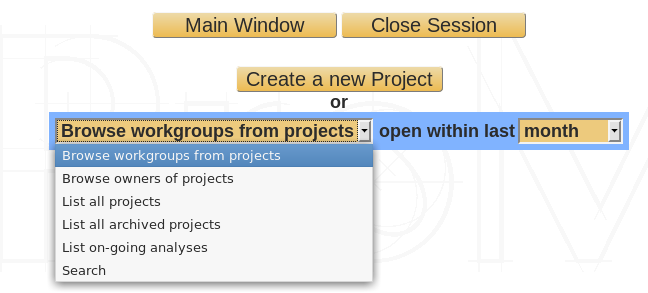 Main Window Close Session
Create a new Project
or
Browse workgroups from projects open within last month
Browse workgroups from projects
Browse owners of projects
List all projects
List all archived projects
List on-going analyses
Search